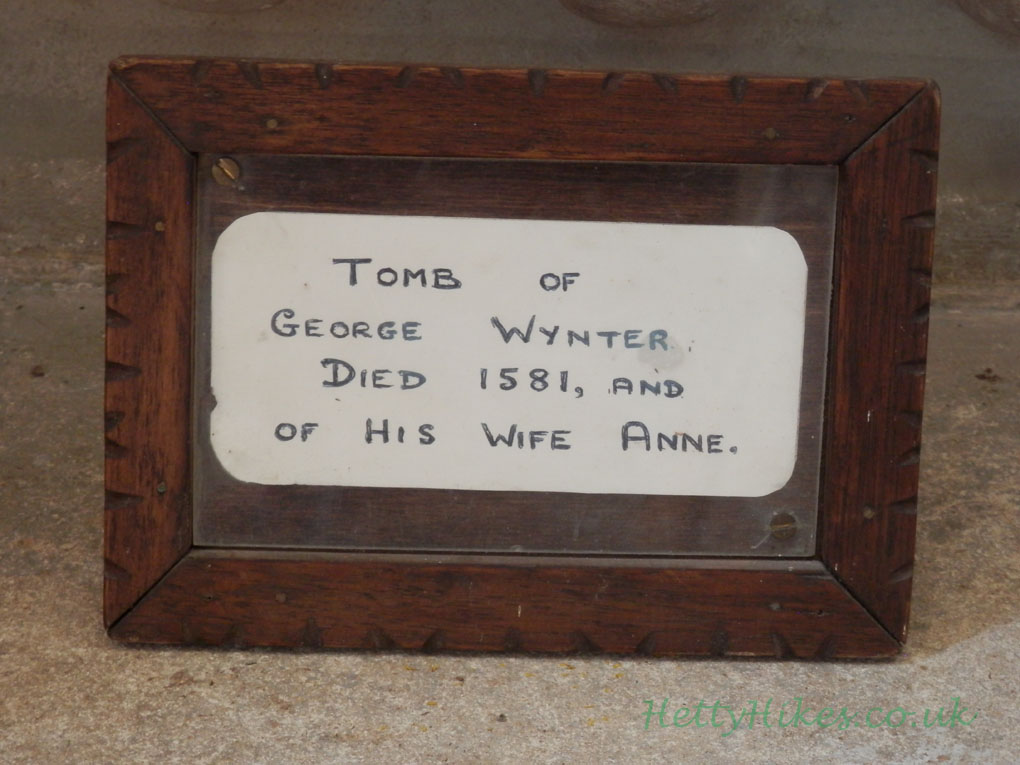 TOMB OF
GEORGE WYNTER.
DIED 1581, AND
OF HIS WIFE ANNE.
HettyHikes.co.uk